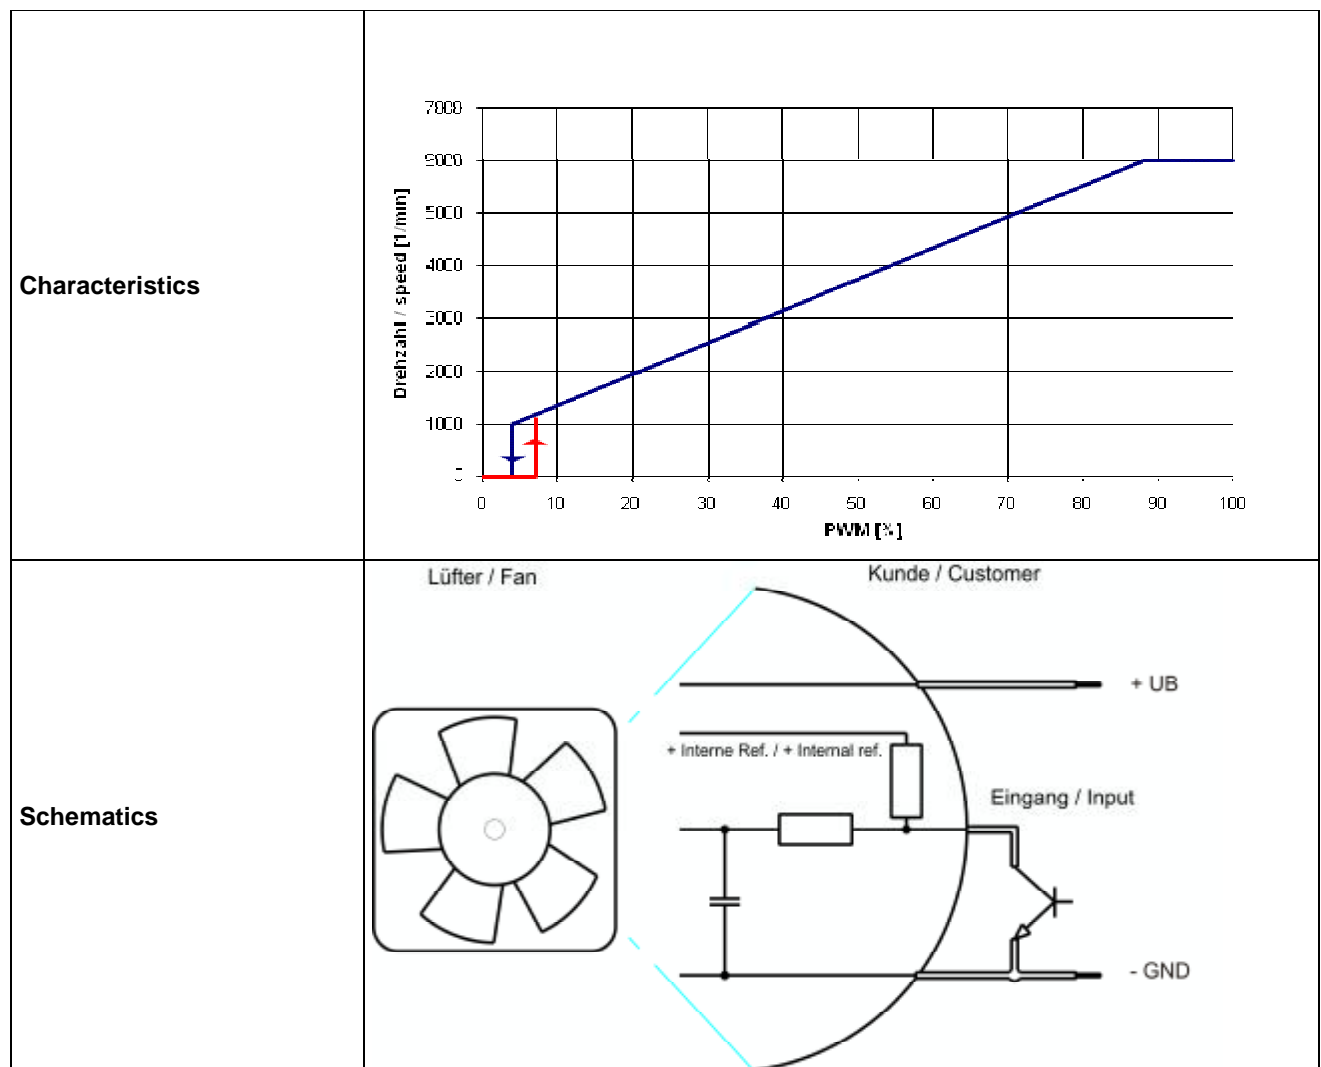 Characteristics
7000
6000
5000
4000
3000
2000
1000
0
Drehzahl / speed [1/min]
0 10 20 30 40 50 60 70 80 90 100
PWM [%]
Schematics
Lüfter / Fan
Kunde / Customer
+ UB
+ Interne Ref. / + Internal ref.
Eingang / Input
- GND